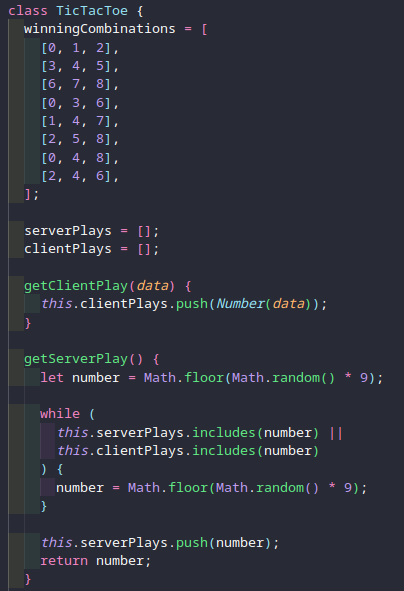 class TicTacToe {
winningCombinations = [
[0, 1, 2],
[3, 4, 5],
[6, 7, 8],
[0, 3, 6],
[1, 4, 7],
[2, 5, 8],
[0, 4, 8],
[2, 4, 6],
];
serverPlays = [];
clientPlays = [];
getClientPlay(data) {
this.clientPlays.push(Number(data));
}
getServerPlay() {
let number = Math.floor(Math.random() * 9);
while (
this.serverPlays.includes(number) ||
this.clientPlays.includes(number)
) {
number = Math.floor(Math.random() * 9);
}
this.serverPlays.push(number);
return number;
}